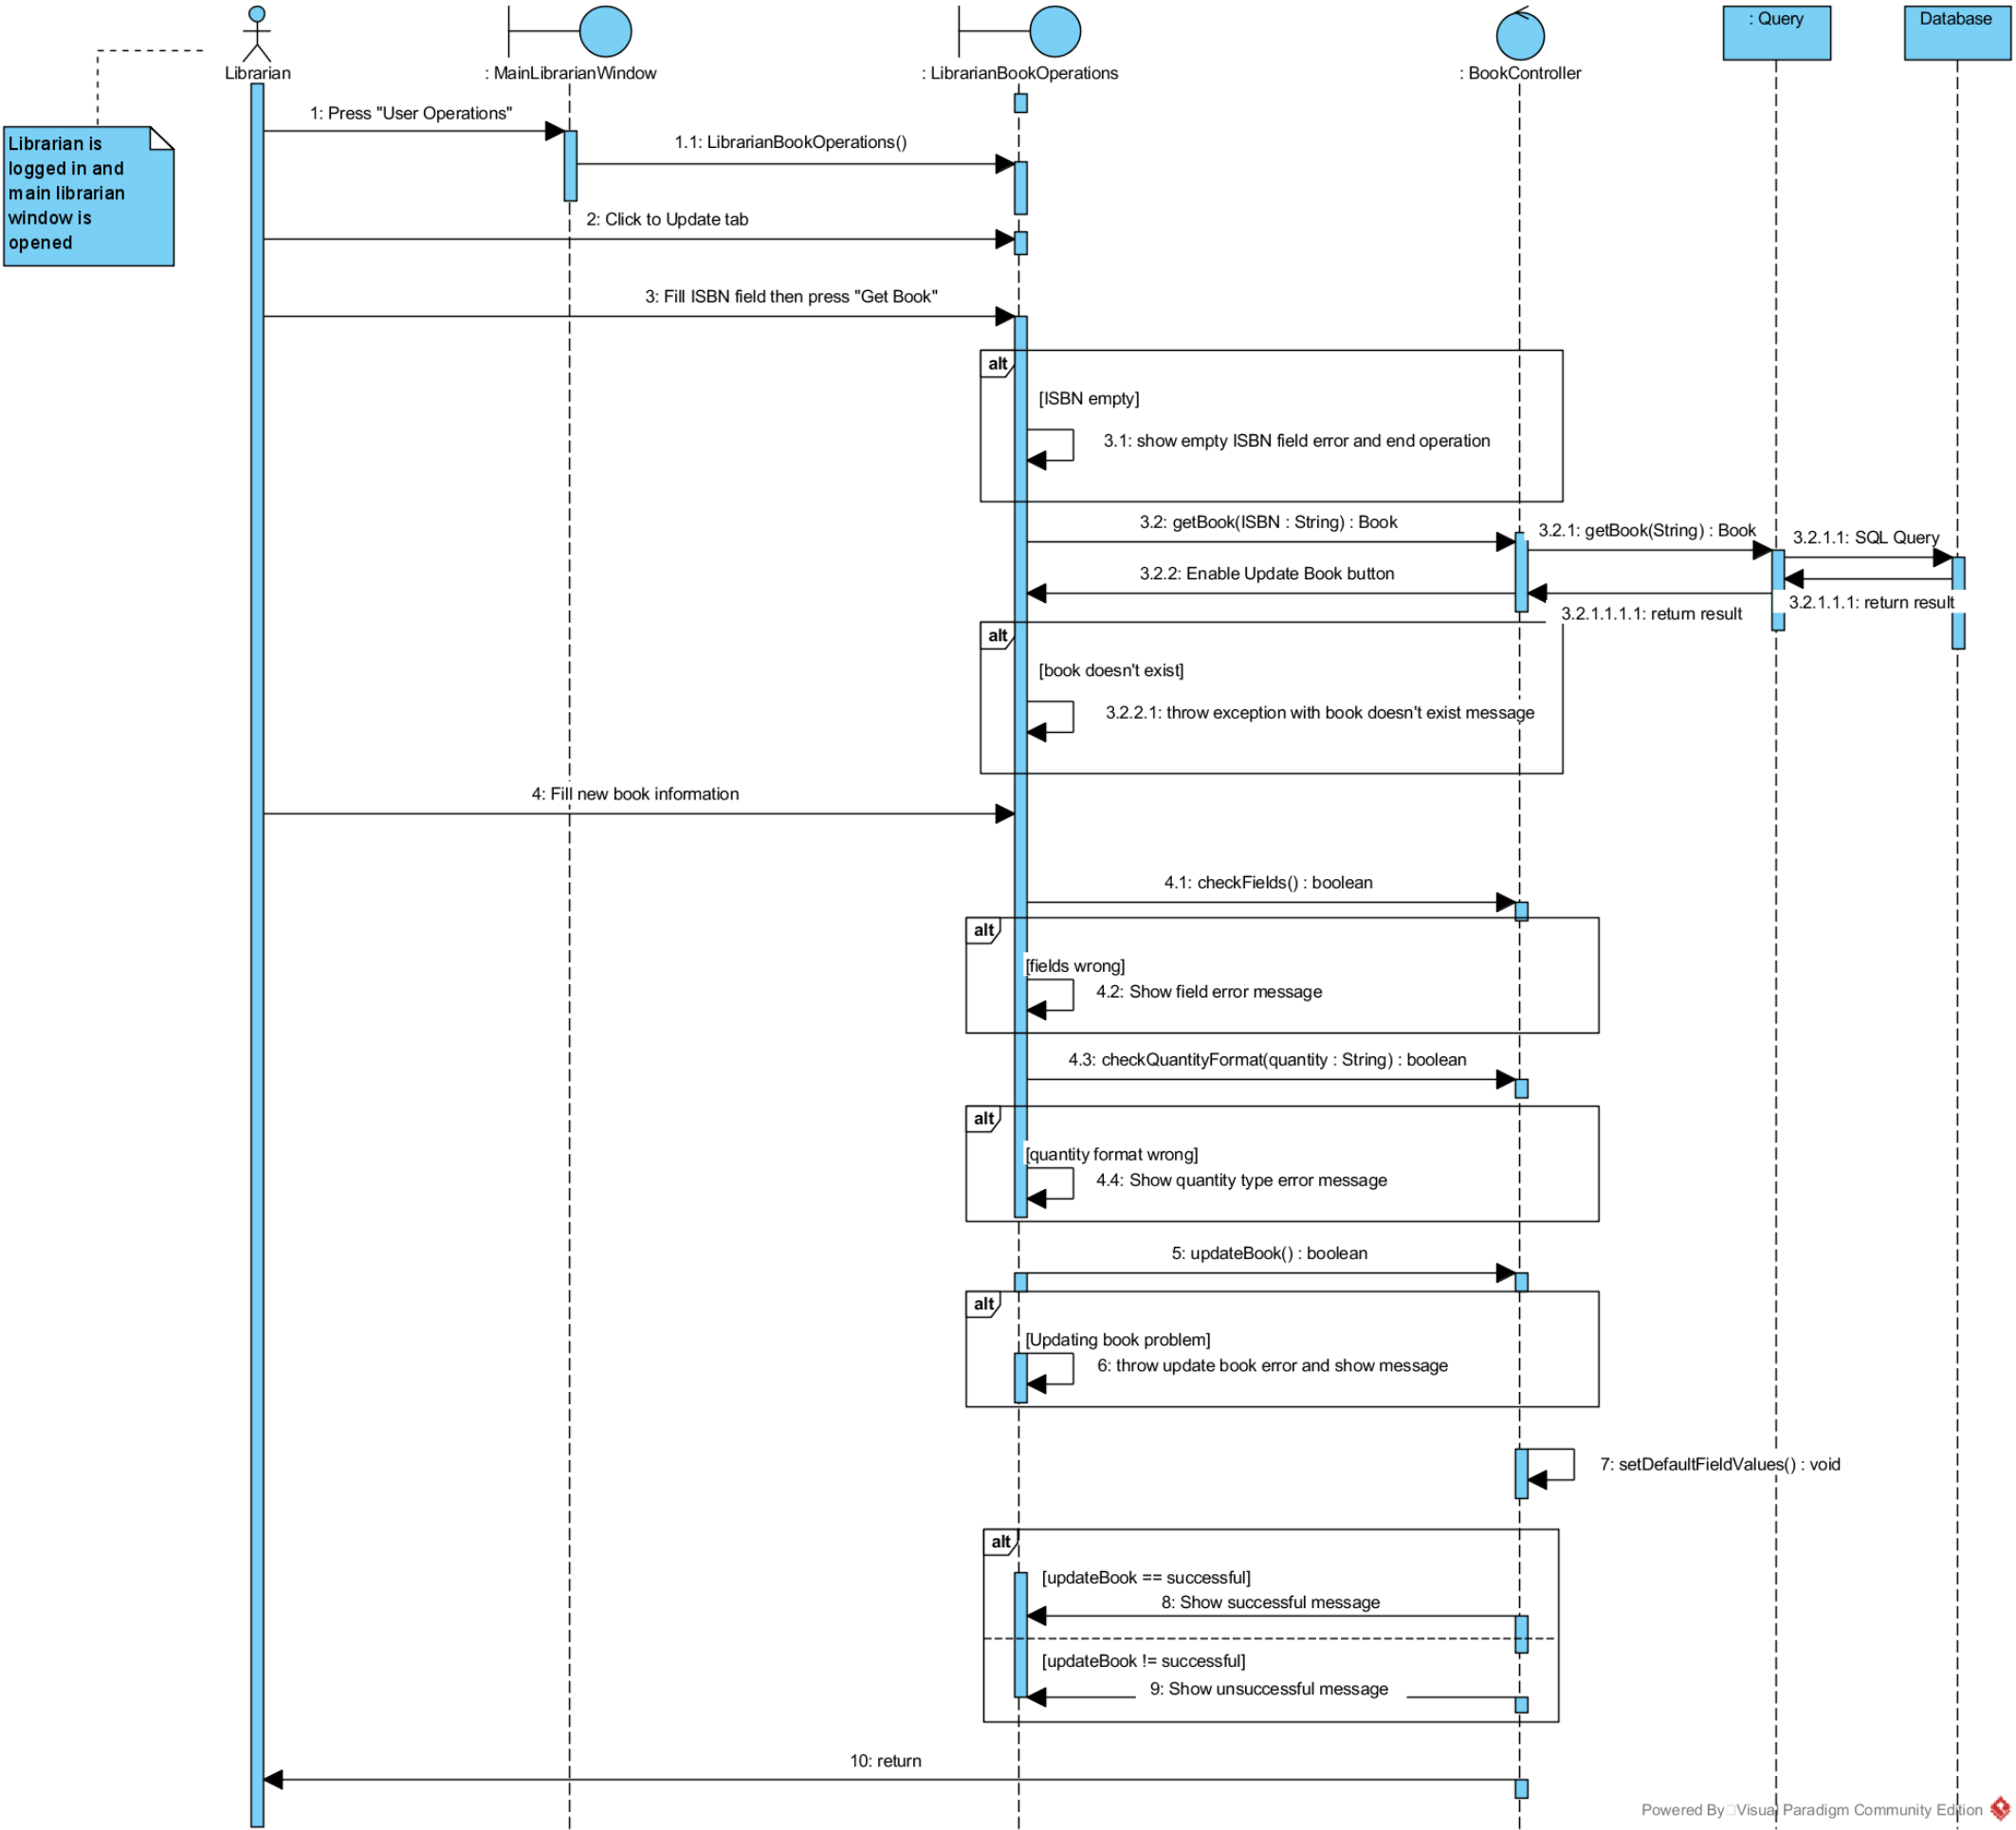 : Query
Database
Librarian
: MainLibrarianWindow
: LibrarianBookOperations
: BookController
Librarian is
logged in and
main librarian
window is
opened
1: Press "User Operations"
1.1: LibrarianBookOperations()
2: Click to Update tab
3: Fill ISBN field then press "Get Book"
alt
[ISBN empty]
3.1: show empty ISBN field error and end operation
3.2: getBook(ISBN : String) : Book
3.2.1: getBook(String) : Book
3.2.1.1: SQL Query
3.2.2: Enable Update Book button
3.2.1.1.1: return result
3.2.1.1.1.1: return result
alt
[book doesn't exist]
3.2.2.1: throw exception with book doesn't exist message
4: Fill new book information
4.1: checkFields() : boolean
alt
[fields wrong]
4.2: Show field error message
4.3: checkQuantityFormat(quantity : String) : boolean
alt
[quantity format wrong]
4.4: Show quantity type error message
5: updateBook() : boolean
alt
[Updating book problem]
6: throw update book error and show message
7: setDefaultFieldValues() : void
alt
[updateBook == successful]
8: Show successful message
[updateBook != successful]
9: Show unsuccessful message
10: return
Powered By Visual Paradigm Community Edition